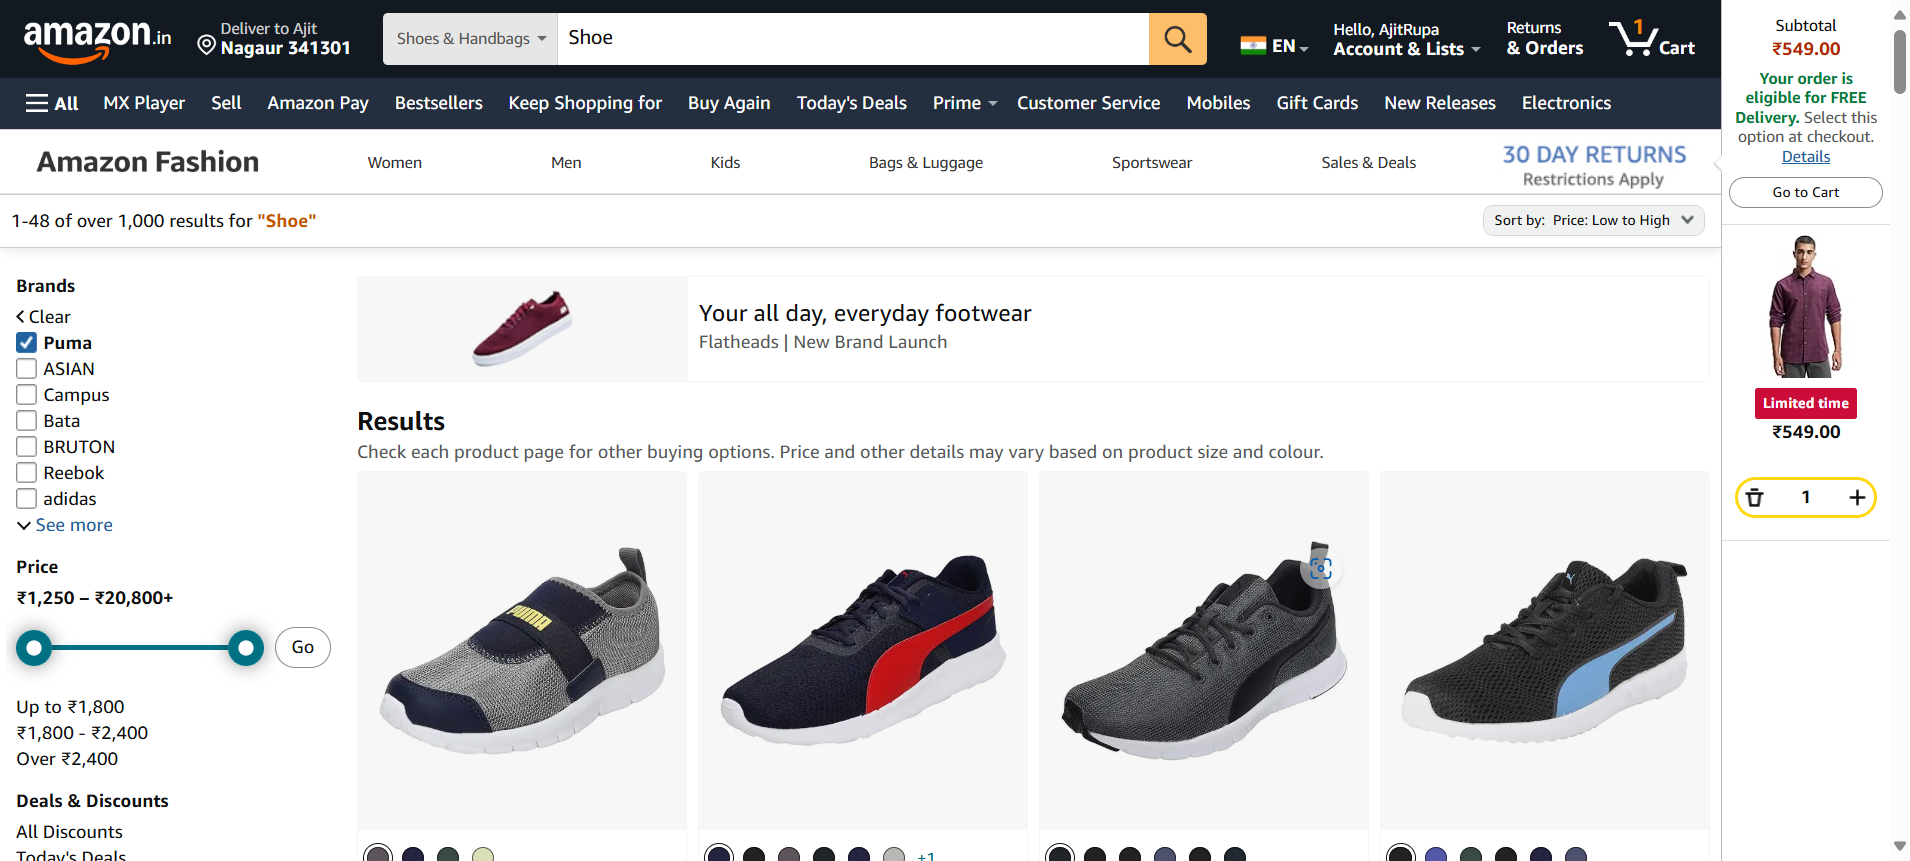 amazon.in
Deliver to Ajit
Nagaur 341301
Shoes & Handbags
Shoe
EN
Hello, AjitRupa
Account & Lists
Returns
& Orders
1
Cart
All
MX Player
Sell
Amazon Pay
Bestsellers
Keep Shopping for
Buy Again
Today's Deals
Prime
Customer Service
Mobiles
Gift Cards
New Releases
Electronics
Amazon Fashion
Women
Men
Kids
Bags & Luggage
Sportswear
Sales & Deals
30 DAY RETURNS
Restrictions Apply
1-48 of over 1,000 results for "Shoe"
Sort by: Price: Low to High
Brands
Clear
Puma
ASIAN
Campus
Bata
BRUTON
Reebok
adidas
See more
Price
₹1,250 – ₹20,800+
Go
Up to ₹1,800
₹1,800 - ₹2,400
Over ₹2,400
Deals & Discounts
All Discounts
Today's Deals
Your all day, everyday footwear
Flatheads | New Brand Launch
Results
Check each product page for other buying options. Price and other details may vary based on product size and colour.
PUMA
+1
Subtotal
₹549.00
Your order is
eligible for FREE
Delivery. Select this
option at checkout.
Details
Go to Cart
Limited time
₹549.00
1